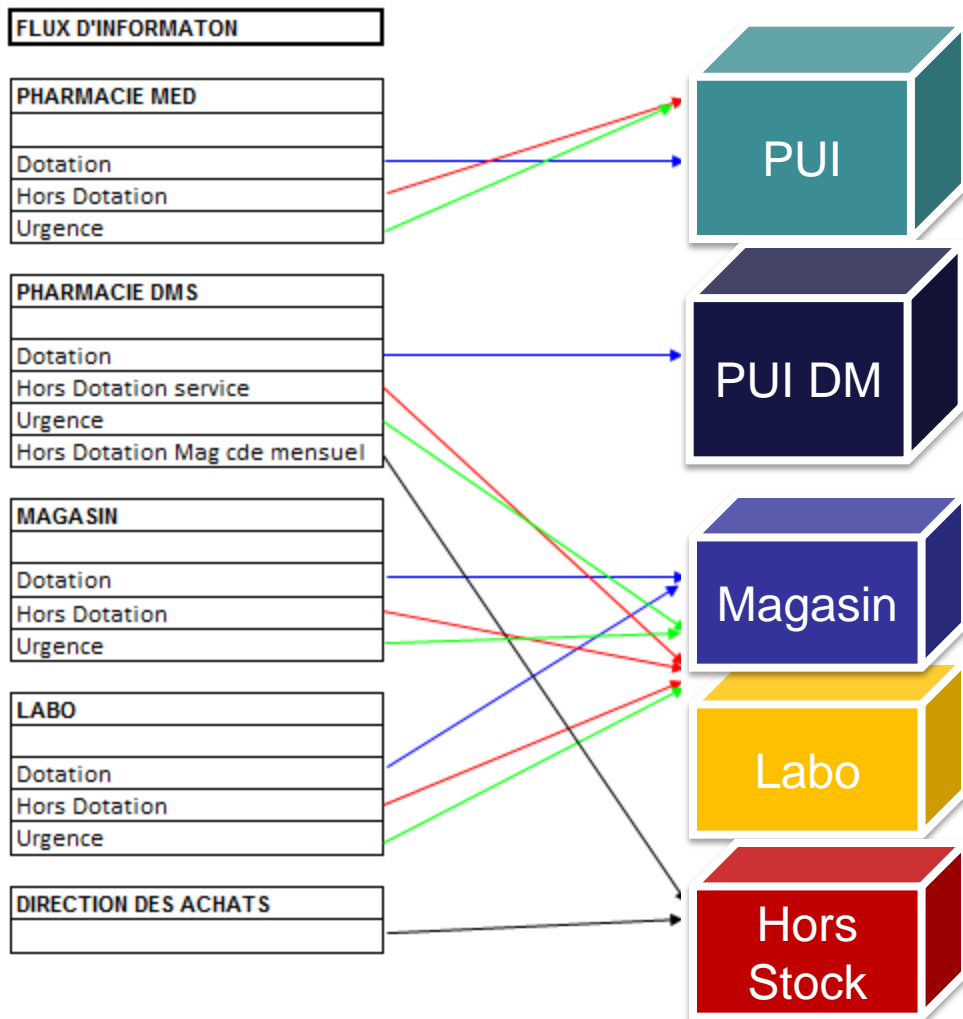 FLUX D'INFORMATON
PHARMACIE MED
Dotation
Hors Dotation
Urgence
PHARMACIE DMS
Dotation
Hors Dotation service
Urgence
Hors Dotation Mag cde mensuel
MAGASIN
Dotation
Hors Dotation
Urgence
LABO
Dotation
Hors Dotation
Urgence
DIRECTION DES ACHATS
PUI
PUI DM
Magasin
Labo
Hors
Stock